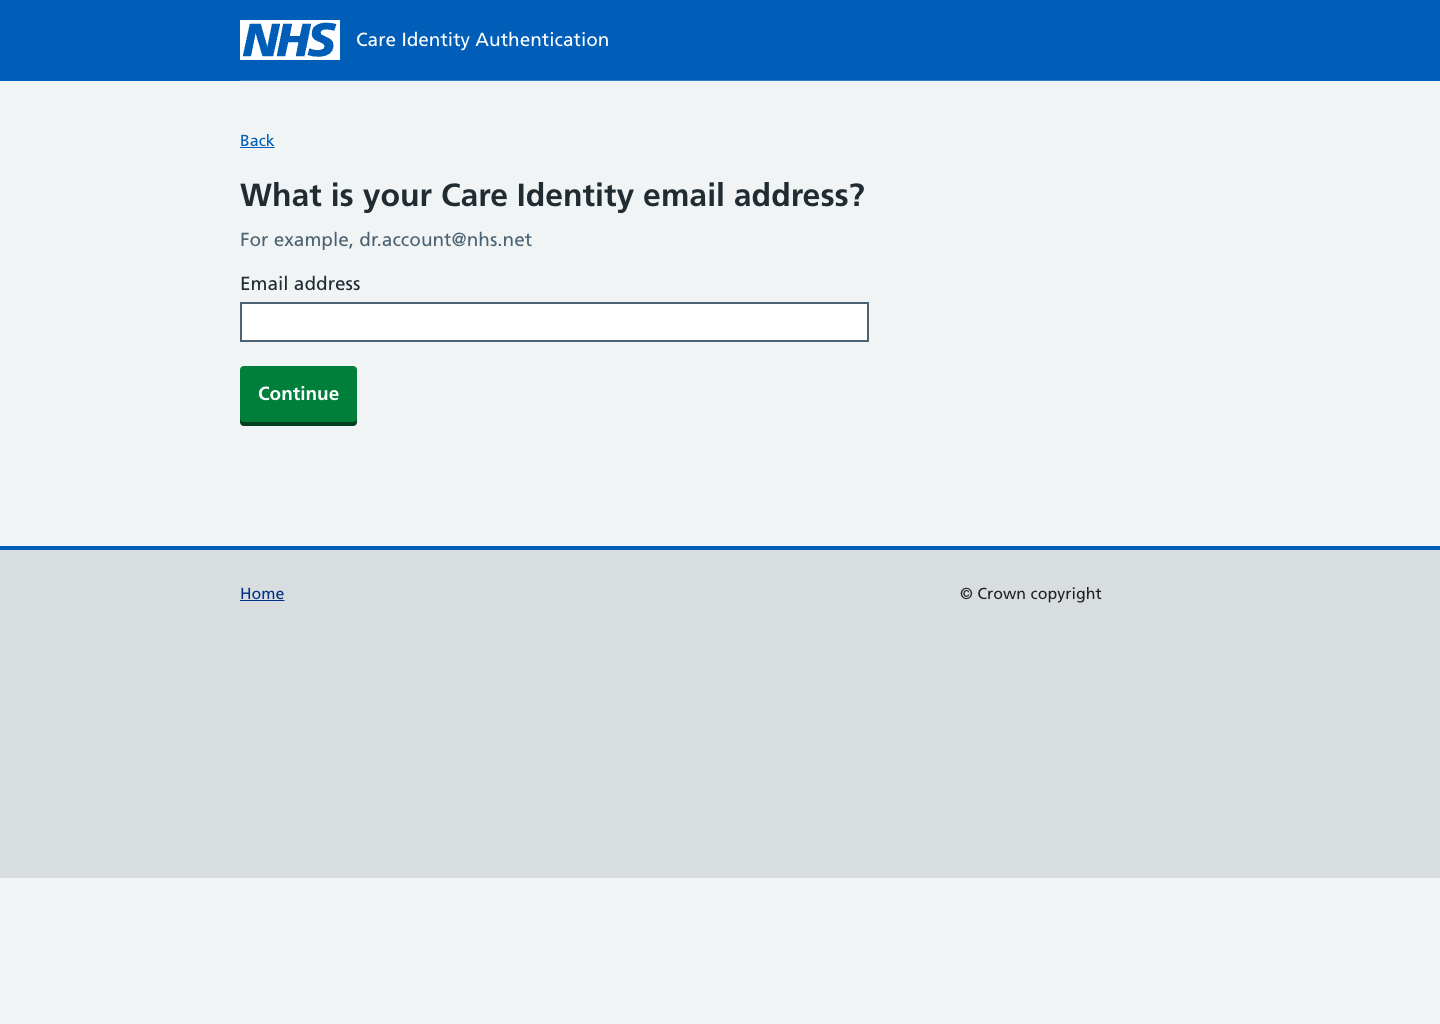 NHS Care Identity Authentication
Back
What is your Care Identity email address?
For example, dr.account@nhs.net
Email address
Continue
Home
© Crown copyright